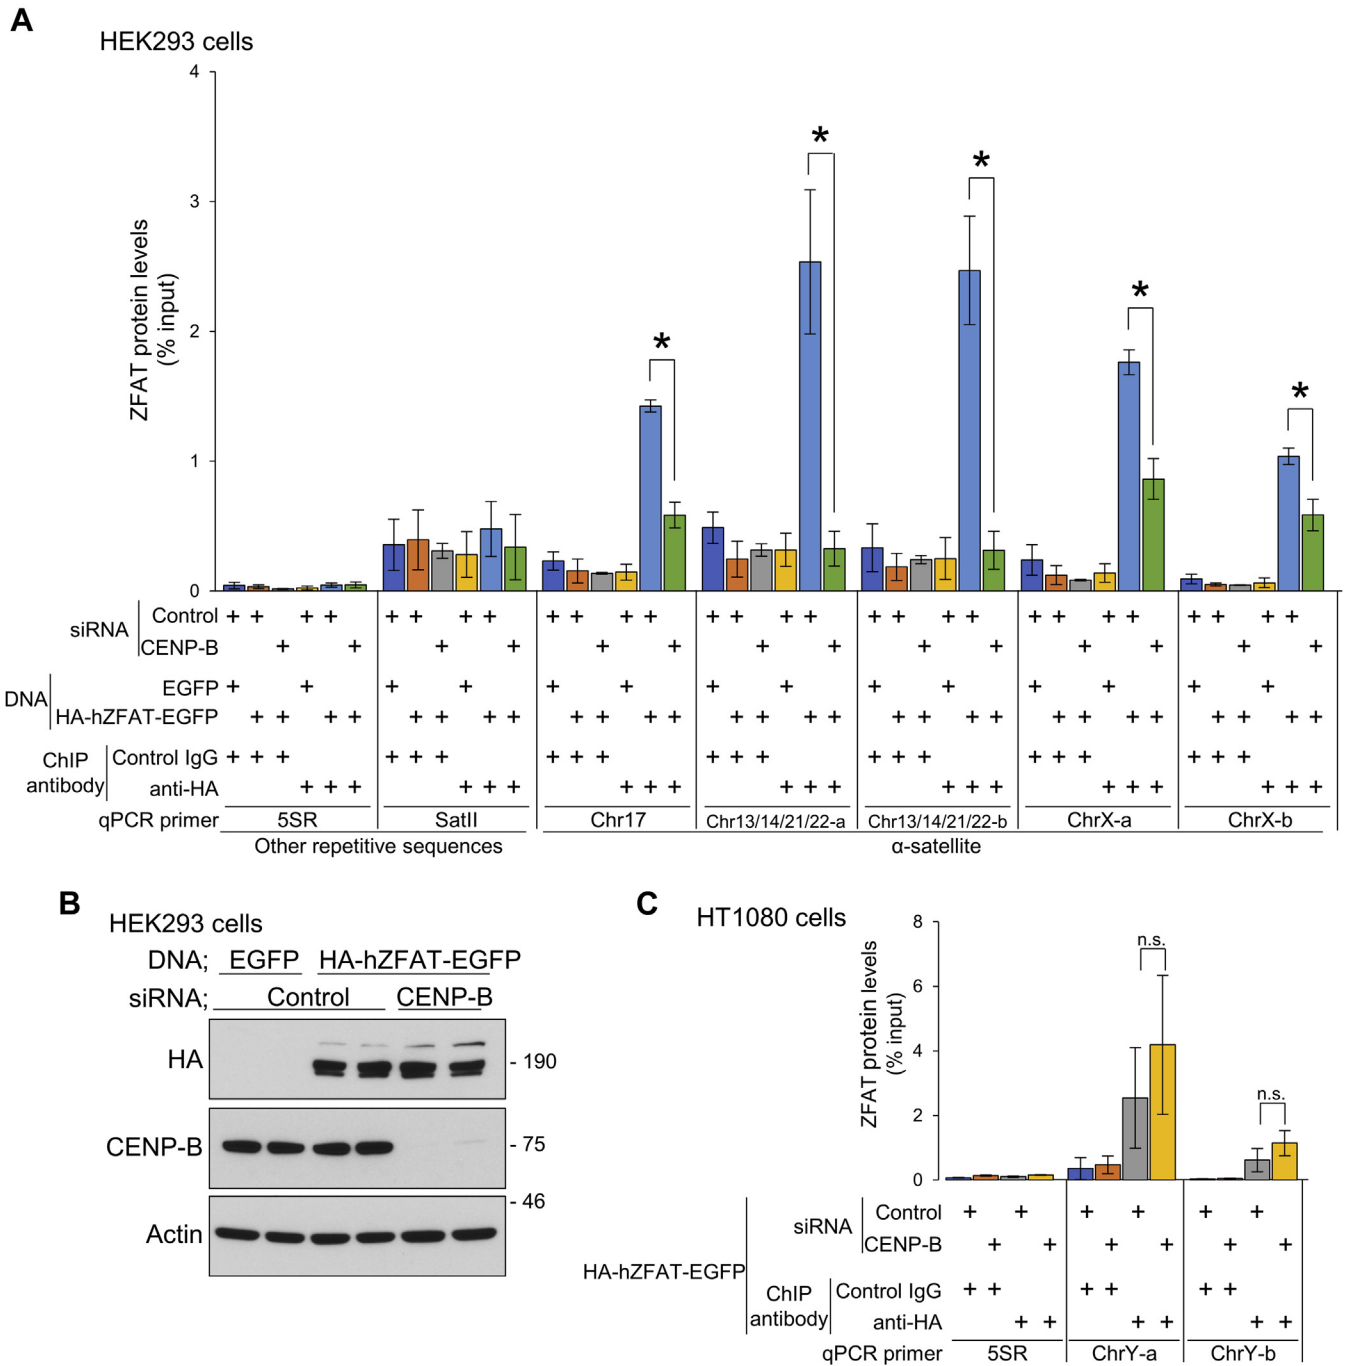 A
HEK293 cells
ZFAT protein levels
(% input)
4
3
2
1
0
* * * * *
siRNA
Control + + + + + + + + + + + + + + + + + + + + + + + + + + + +
CENP-B + + + + + + + + + + + + + +
DNA
EGFP + + + + + + + + + + + + + +
HA-hZFAT-EGFP + + + + + + + + + + + + + + + + + + + + + + + + + + + +
ChIP
antibody
Control IgG + + + + + + + + + + + + + + + + + + + + +
anti-HA + + + + + + + + + + + + + + + + + + + + +
qPCR primer 5SR SatII Chr17 Chr13/14/21/22-a Chr13/14/21/22-b ChrX-a ChrX-b
Other repetitive sequences α-satellite
B
HEK293 cells
DNA; EGFP HA-hZFAT-EGFP
siRNA; Control CENP-B
HA - 190
CENP-B - 75
- 46
Actin
C
HT1080 cells
ZFAT protein levels
(% input)
8
6
4
2
0
n.s.
n.s.
HA-hZFAT-EGFP
siRNA
Control + + + + + +
CENP-B + + + + + +
ChIP
antibody
Control IgG + + + + + +
anti-HA + + + + + +
qPCR primer 5SR ChrY-a ChrY-b